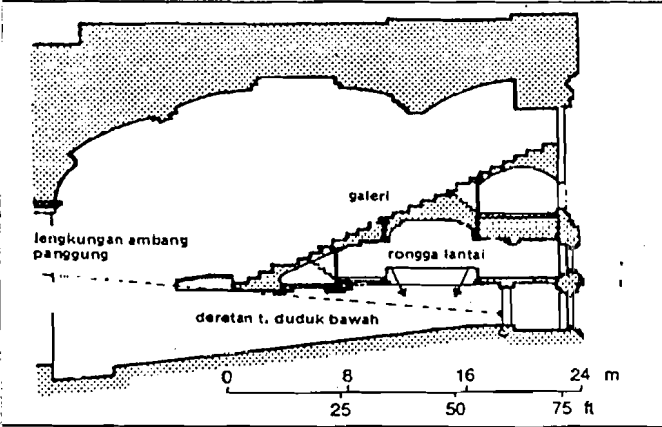 galeri
lengkungan ambang
panggung
rongga lantai
deretan t. duduk bawah
0 8 16 24 m
25 50 75 ft